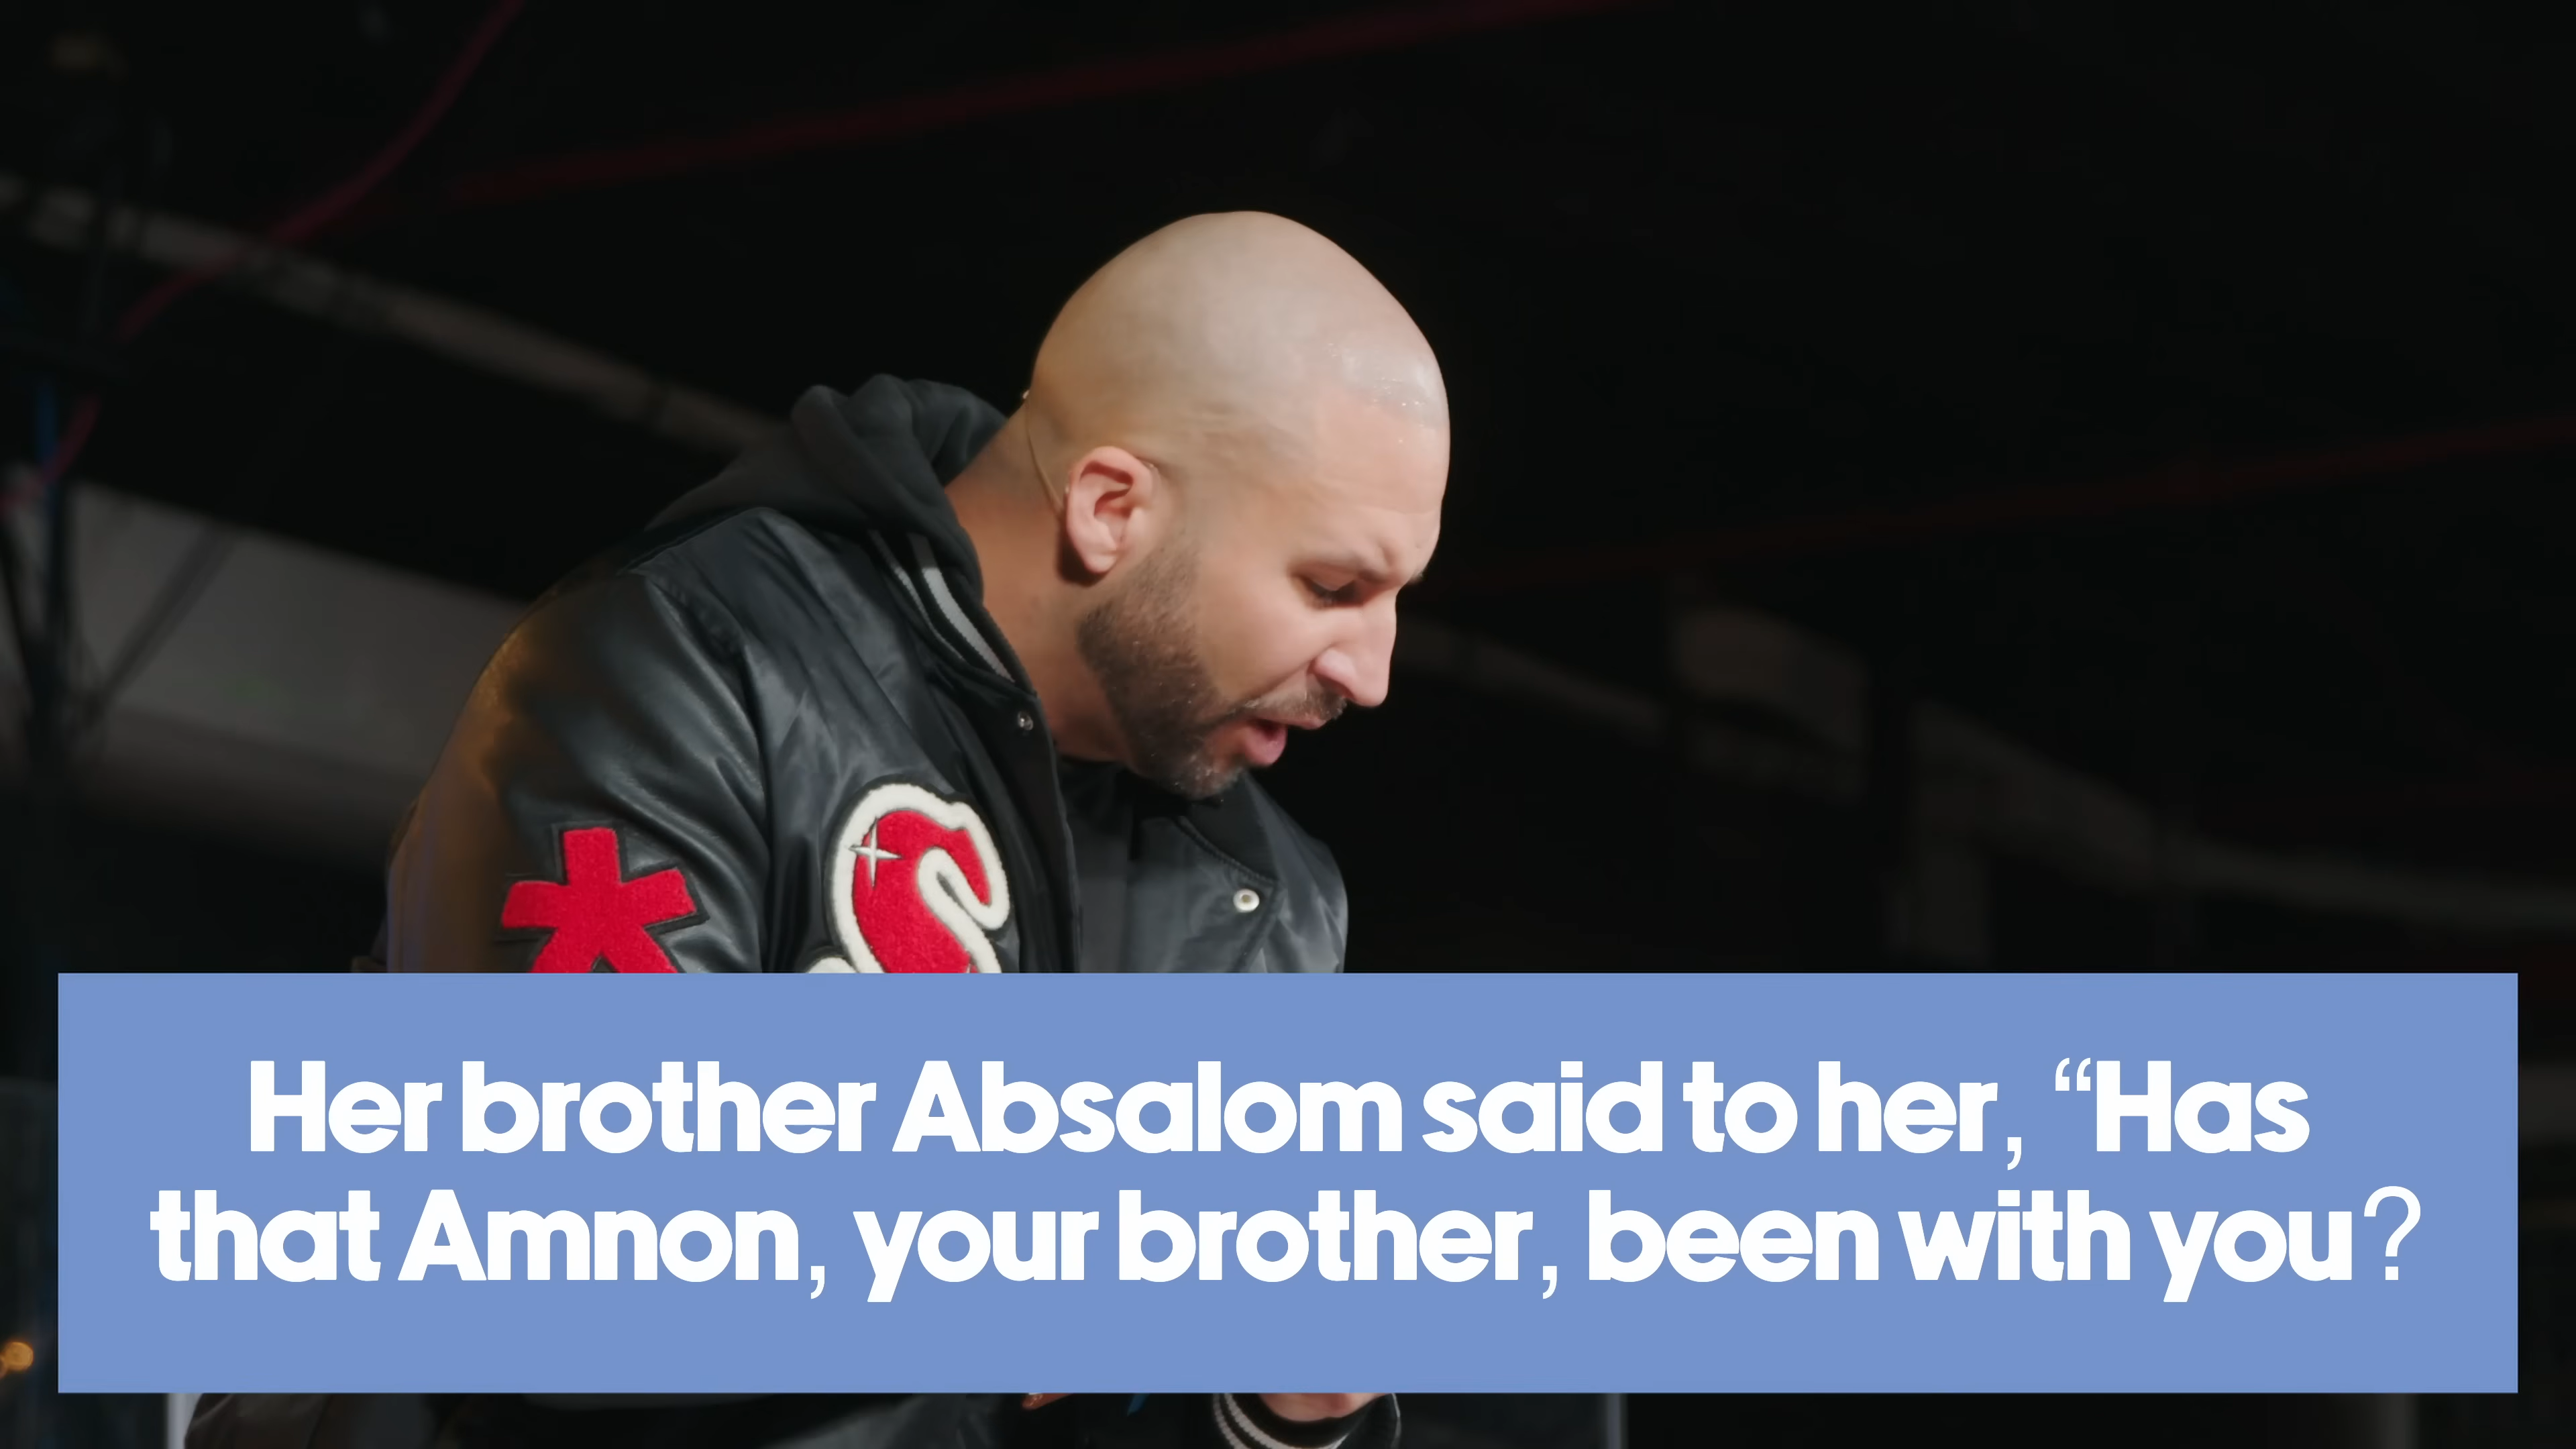 *S
Her brother Absalom said to her, “Has
that Amnon, your brother, been with you?